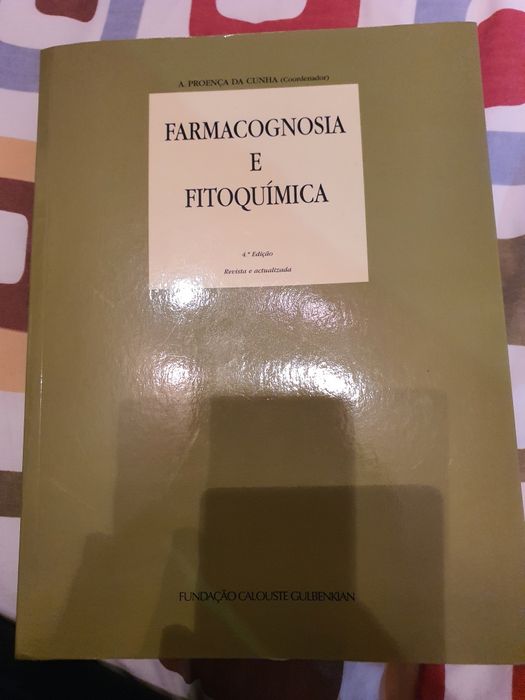 A. PROENÇA DA CUNHA (Coordenador)
FARMACOGNOSIA
E
FITOQUÍMICA
4.ª Edição
Revista e actualizada
FUNDAÇÃO CALOUSTE GULBENKIAN